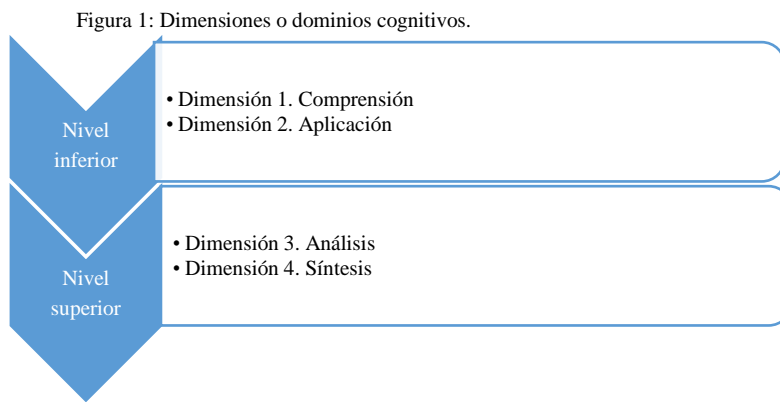 Figura 1: Dimensiones o dominios cognitivos.
Nivel
inferior
• Dimensión 1. Comprensión
• Dimensión 2. Aplicación
Nivel
superior
• Dimensión 3. Análisis
• Dimensión 4. Síntesis